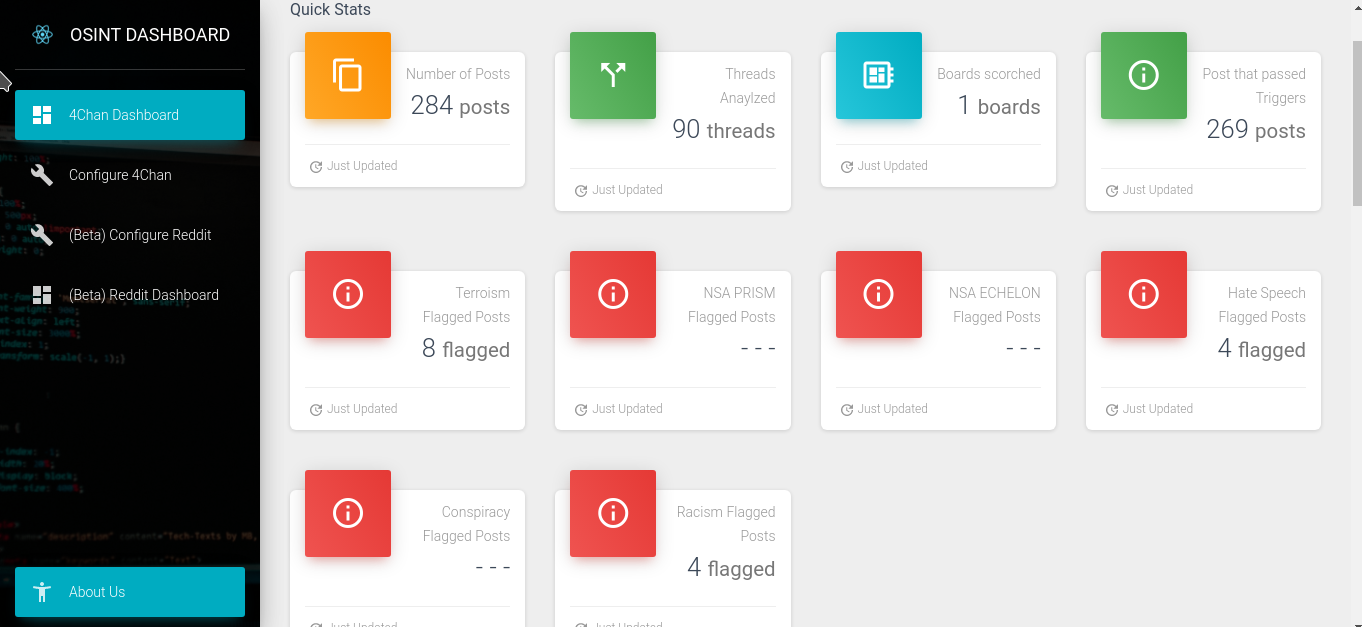 Quick Stats
OSINT DASHBOARD
4Chan Dashboard
Configure 4Chan
(Beta) Configure Reddit
(Beta) Reddit Dashboard
About Us
Number of Posts
284 posts
Just Updated
Threads
Anaylzed
90 threads
Just Updated
Boards scorched
1 boards
Just Updated
Post that passed
Triggers
269 posts
Just Updated
Terroism
Flagged Posts
8 flagged
Just Updated
NSA PRISM
Flagged Posts
- - -
Just Updated
NSA ECHELON
Flagged Posts
- - -
Just Updated
Hate Speech
Flagged Posts
4 flagged
Just Updated
Conspiracy
Flagged Posts
- - -
Just Updated
Racism Flagged
Posts
4 flagged
Just Updated